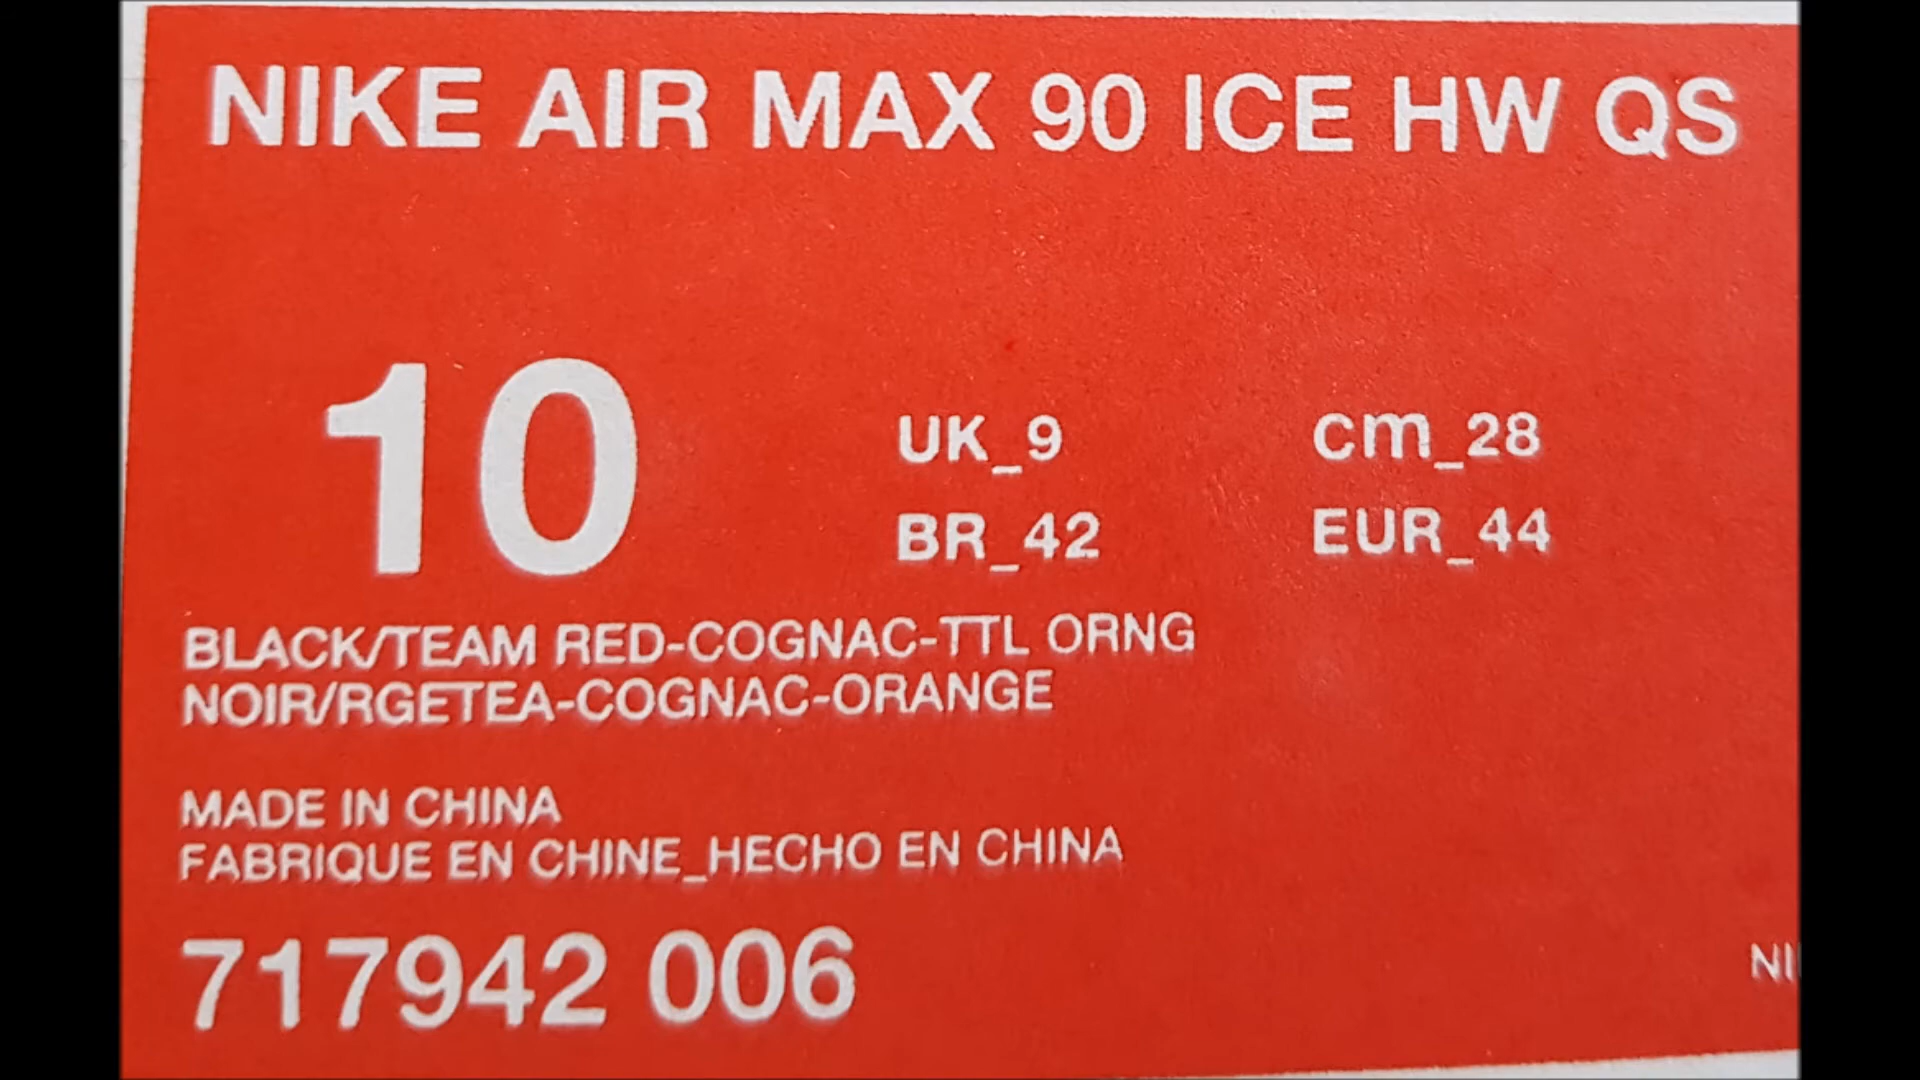 NIKE AIR MAX 90 ICE HW QS
10
UK_9
cm_28
BR_42
EUR_44
BLACK/TEAM RED-COGNAC-TTL ORNG
NOIR/RGETEA-COGNAC-ORANGE
MADE IN CHINA
FABRIQUE EN CHINE_HECHO EN CHINA
717942 006